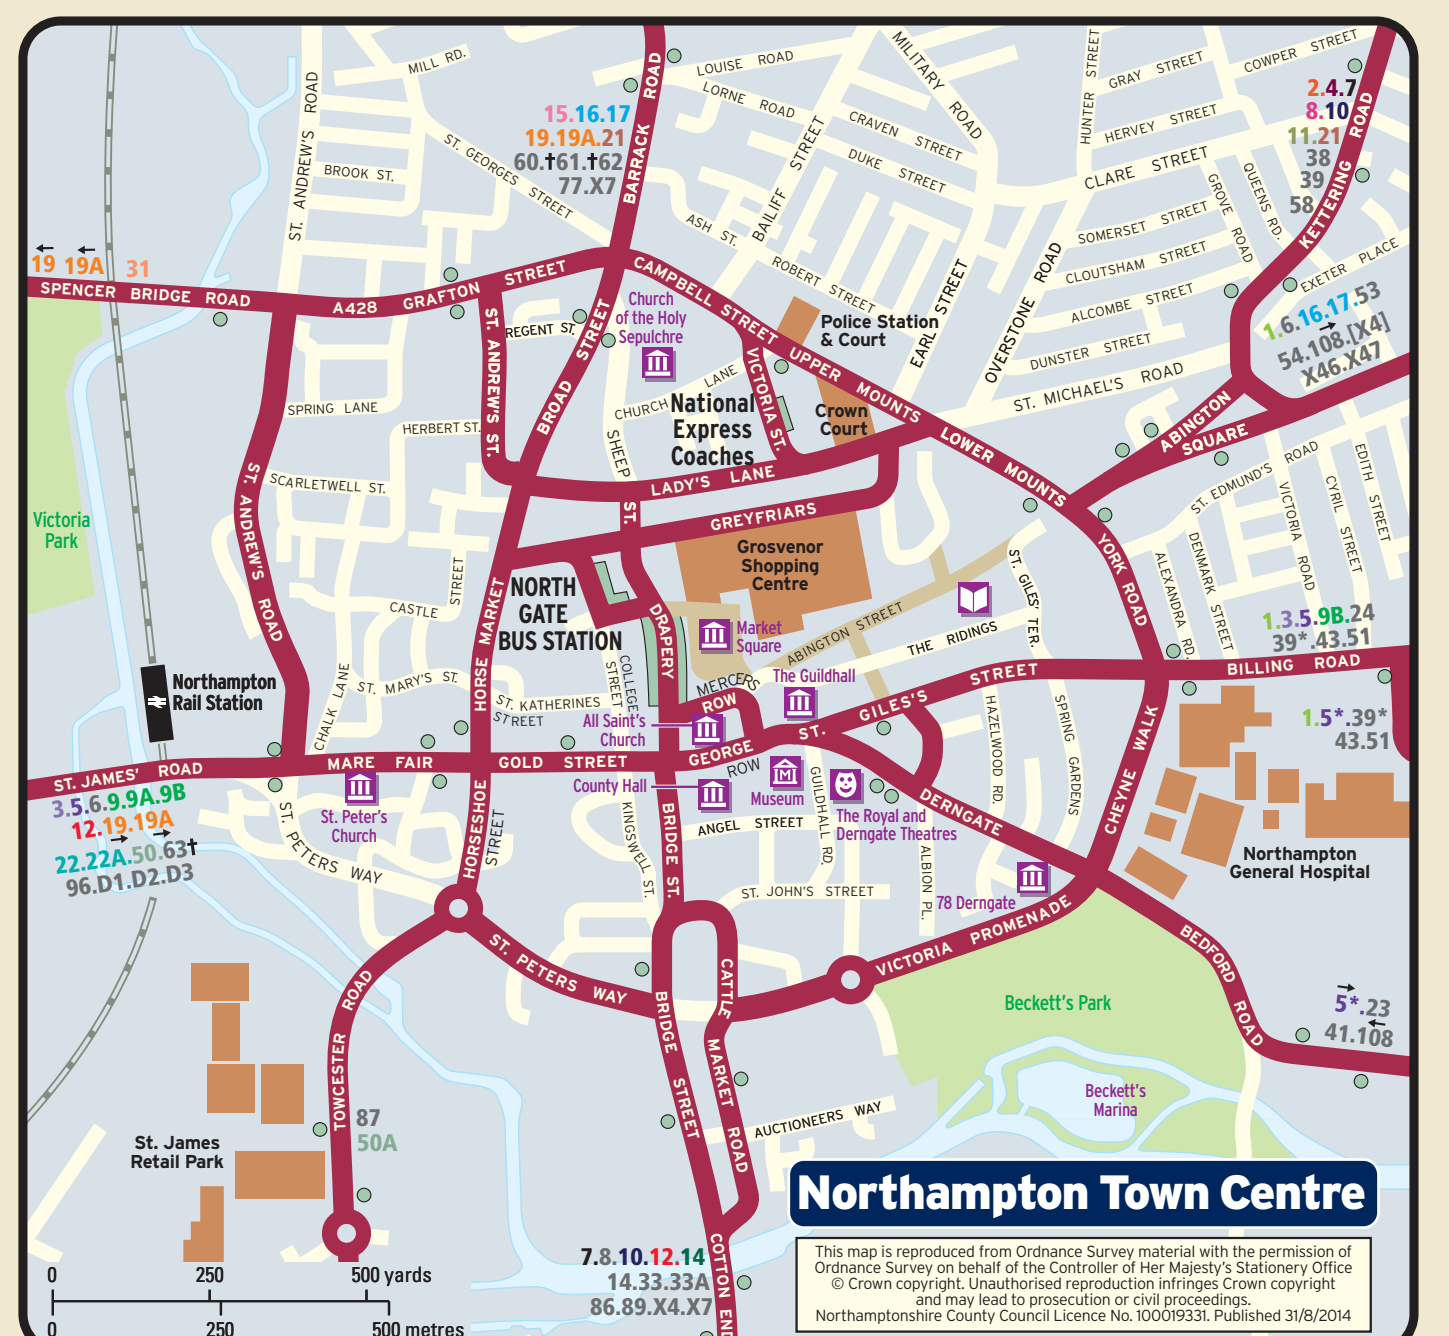 MILL RD.
ST. ANDREW'S ROAD
BROOK ST.
ST. GEORGES STREET
15.16.17
19.19A.21
60.†61.†62
77.X7
BARRACK ROAD
LOUISE ROAD
LORNE ROAD
MILITARY ROAD
CRAVEN STREET
DUKE STREET
BAILIFF STREET
ASH ST.
ROBERT STREET
HUNTER STREET
GRAY STREET
COWPER STREET
HERVEY STREET
CLARE STREET
2.4.7
8.10
11.21
38
39
58
KETTERING ROAD
QUEENS RD.
GROVE ROAD
SOMERSET STREET
CLOUTSHAM STREET
ALCOMBE STREET
DUNSTER STREET
EXETER PLACE
← ←
19 19A 31
SPENCER BRIDGE ROAD
A428 GRAFTON STREET
CAMPBELL STREET
UPPER MOUNTS
LOWER MOUNTS
Church
of the Holy
Sepulchre
REGENT ST.
ST. ANDREW'S ST.
BROAD STREET
Police Station
& Court
EARL STREET
OVERSTONE ROAD
ST. MICHAEL'S ROAD
1.6.16.17.53
→
54.108.[X4]
X46.X47
SPRING LANE
HERBERT ST.
CHURCH LANE
VICTORIA ST.
National
Express
Coaches
Crown
Court
SHEEP ST.
LADY'S LANE
GREYFRIARS
ABINGTON SQUARE
ST. EDMUND'S ROAD
EDITH STREET
CYRIL STREET
VICTORIA ROAD
DENMARK STREET
ALEXANDRA RD.
SCARLETWELL ST.
ST. ANDREW'S ROAD
Victoria
Park
CASTLE STREET
HORSE MARKET
NORTH
GATE
BUS STATION
Grosvenor
Shopping
Centre
DRAPERY
Market
Square
ABINGTON STREET
THE RIDINGS
ST. GILES' TER.
YORK ROAD
1.3.5.9B.24
39*.43.51
BILLING ROAD
Northampton
Rail Station
CHALK LANE
ST. MARY'S ST.
ST. KATHERINES
STREET
COLLEGE STREET
MERCERS ROW
The Guildhall
ST. GILES'S STREET
All Saint's
Church
1.5*.39*
43.51
HAZELWOOD RD.
SPRING GARDENS
CHEYNE WALK
ST. JAMES' ROAD
MARE FAIR
GOLD STREET
GEORGE ROW
County Hall
Museum
GUILDHALL RD.
The Royal and
Derngate Theatres
DERNGATE
3.5.6.9.9A.9B
12.19.19A
→ →
22.22A.50.63†
96.D1.D2.D3
St. Peter's
Church
ST. PETERS WAY
HORSESHOE STREET
KINGSWELL ST.
BRIDGE ST.
ANGEL STREET
ALBION PL.
Northampton
General Hospital
ST. JOHN'S STREET
78 Derngate
VICTORIA PROMENADE
BEDFORD ROAD
ST. PETERS WAY
Beckett's Park
→
5*.23
←
41.108
TOWCESTER ROAD
BRIDGE STREET
CATTLE MARKET ROAD
Beckett's
Marina
87
50A
AUCTIONEERS WAY
St. James
Retail Park
Northampton Town Centre
7.8.10.12.14
14.33.33A
86.89.X4.X7
COTTON END
0 250 500 yards
0 250 500 metres
This map is reproduced from Ordnance Survey material with the permission of
Ordnance Survey on behalf of the Controller of Her Majesty's Stationery Office
© Crown copyright. Unauthorised reproduction infringes Crown copyright
and may lead to prosecution or civil proceedings.
Northamptonshire County Council Licence No. 100019331. Published 31/8/2014